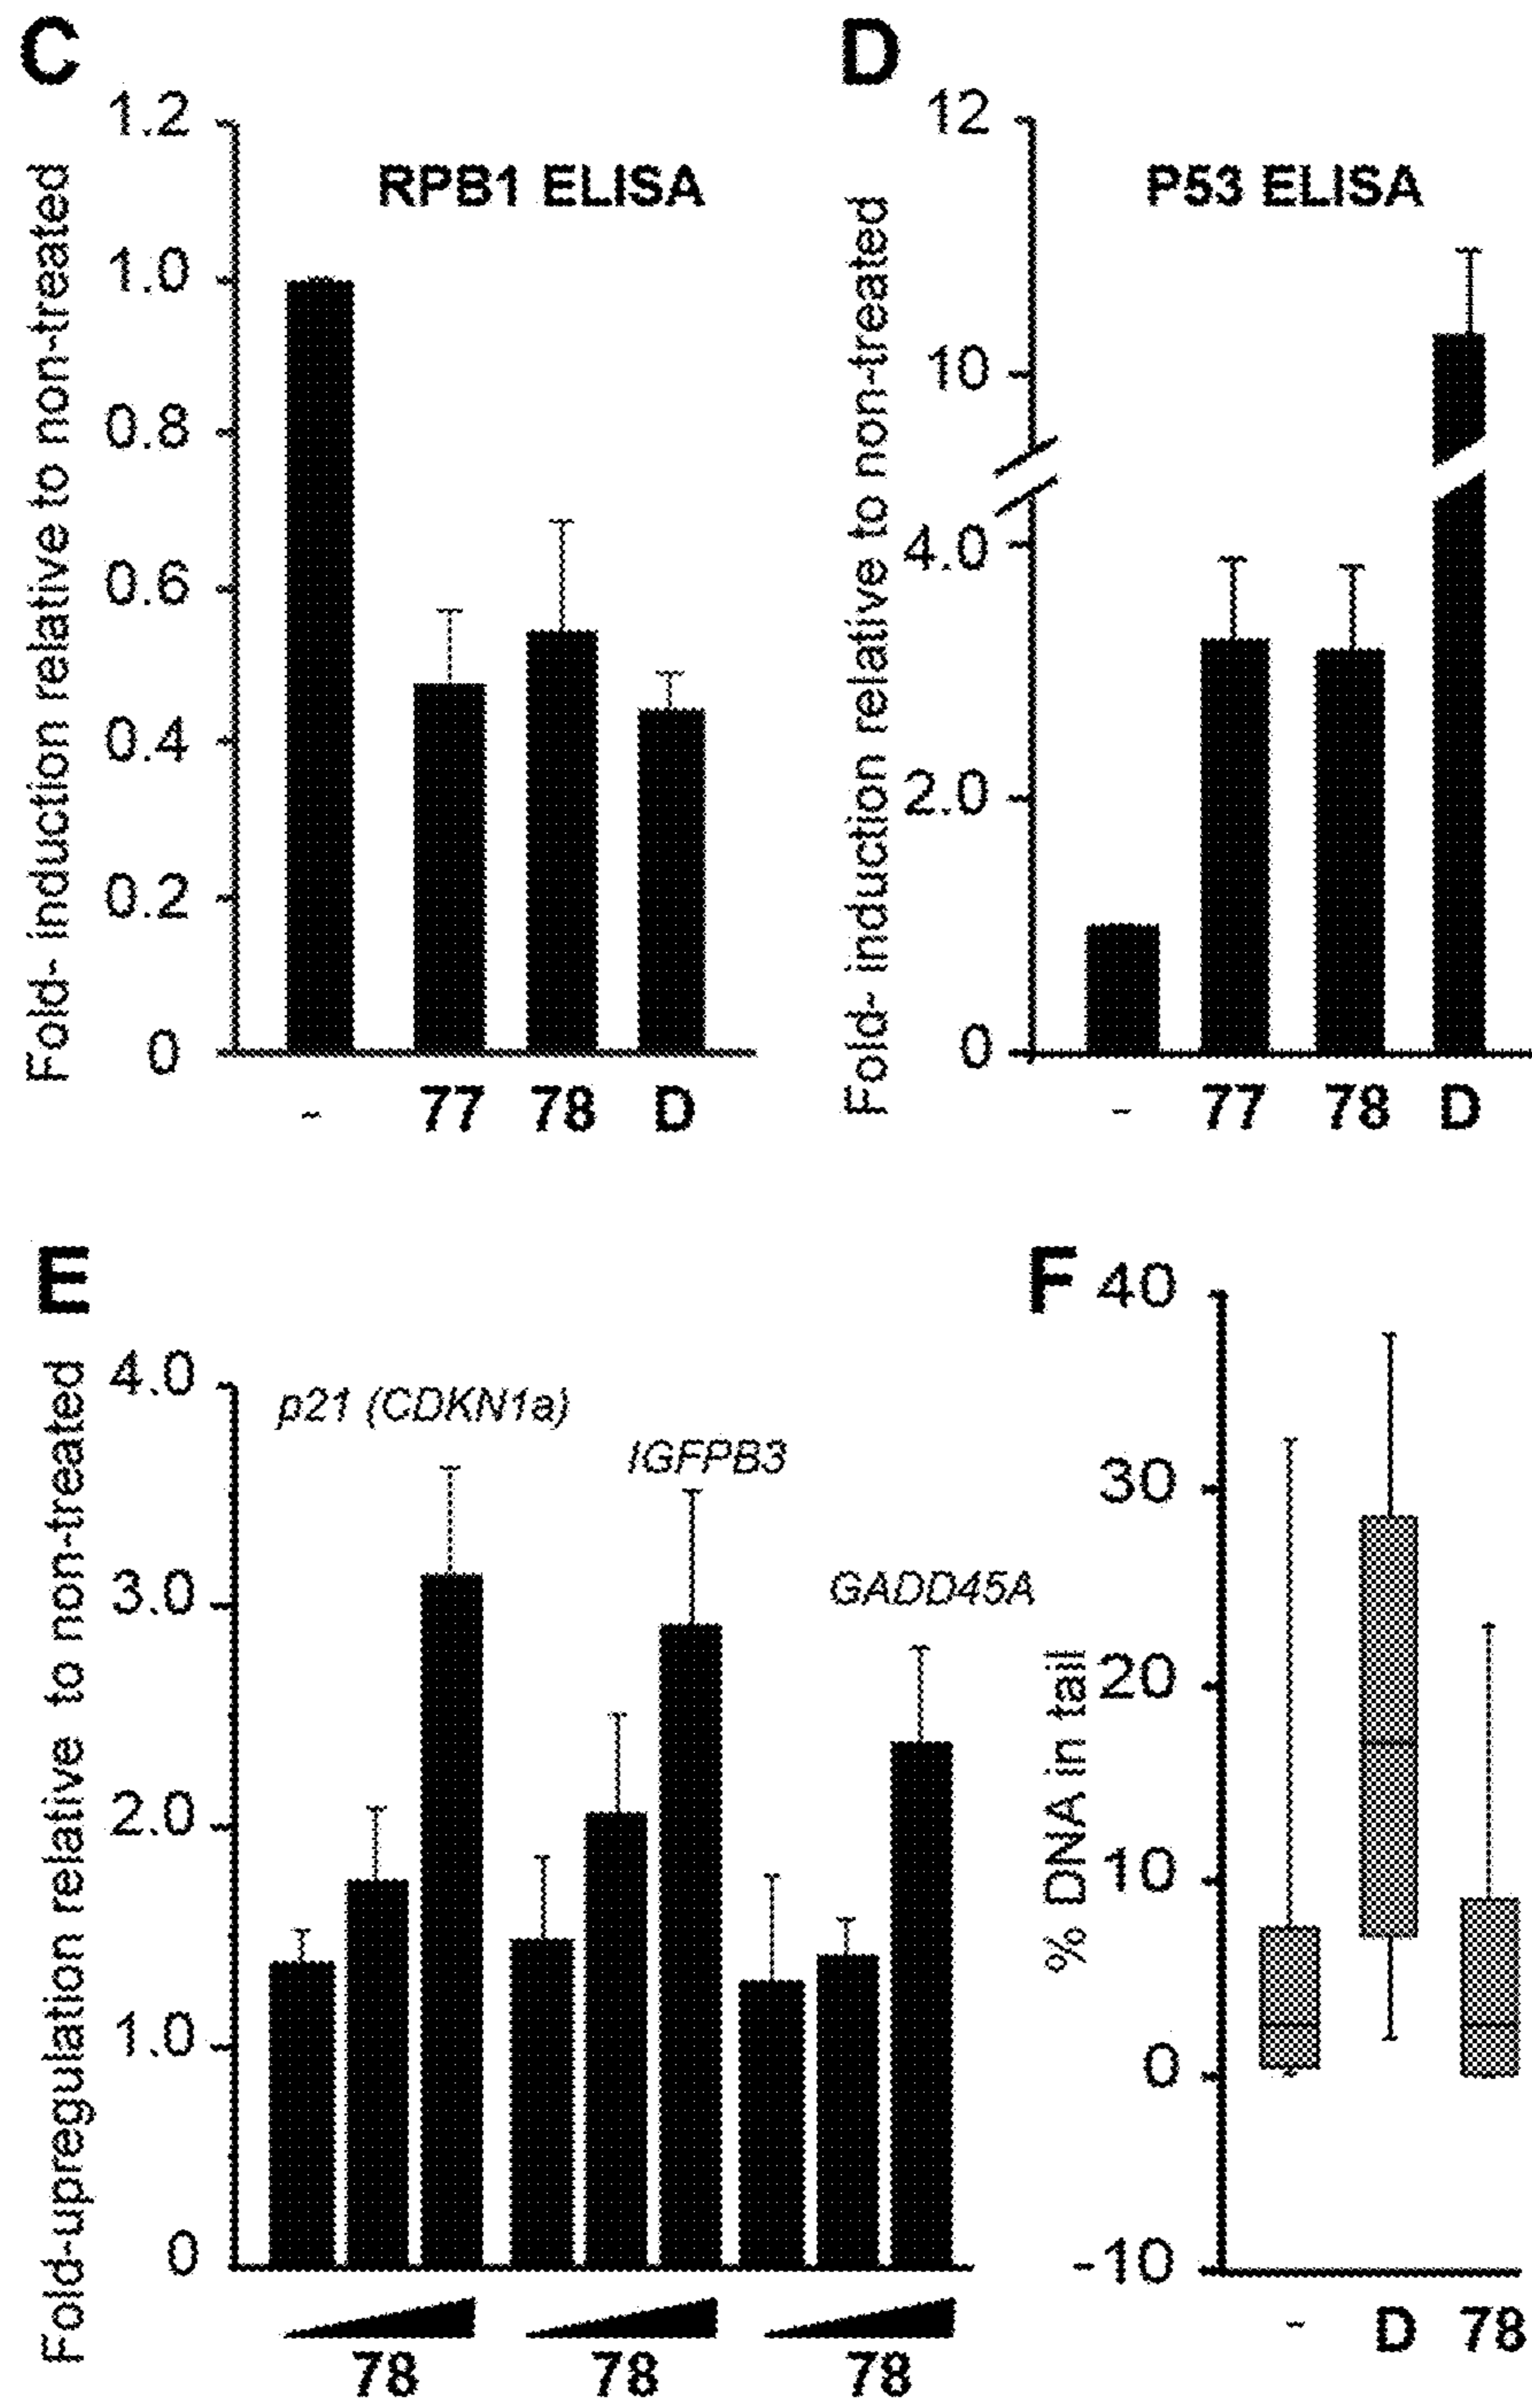 C
Fold- induction relative to non-treated
1.2
1.0
0.8
0.6
0.4
0.2
0
RPB1 ELISA
- 77 78 D
D
Fold- induction relative to non-treated
12
10
4.0
2.0
0
P53 ELISA
- 77 78 D
E
Fold-upregulation relative to non-treated
4.0
3.0
2.0
1.0
0
p21 (CDKN1a)
IGFPB3
GADD45A
78 78 78
F
% DNA in tail
40
30
20
10
0
-10
- D 78